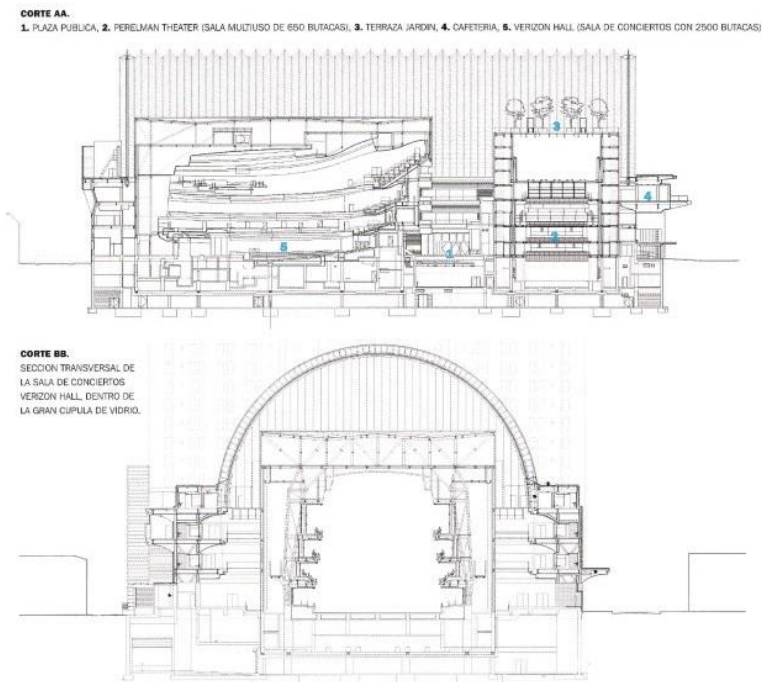 CORTE AA.
1. PLAZA PUBLICA, 2. PERELMAN THEATER (SALA MULTIUSO DE 650 BUTACAS), 3. TERRAZA JARDIN, 4. CAFETERIA, 5. VERIZON HALL (SALA DE CONCIERTOS CON 2500 BUTACAS)
3
4
5
2
1
CORTE BB.
SECCION TRANSVERSAL DE
LA SALA DE CONCIERTOS
VERIZON HALL, DENTRO DE
LA GRAN CUPULA DE VIDRIO.